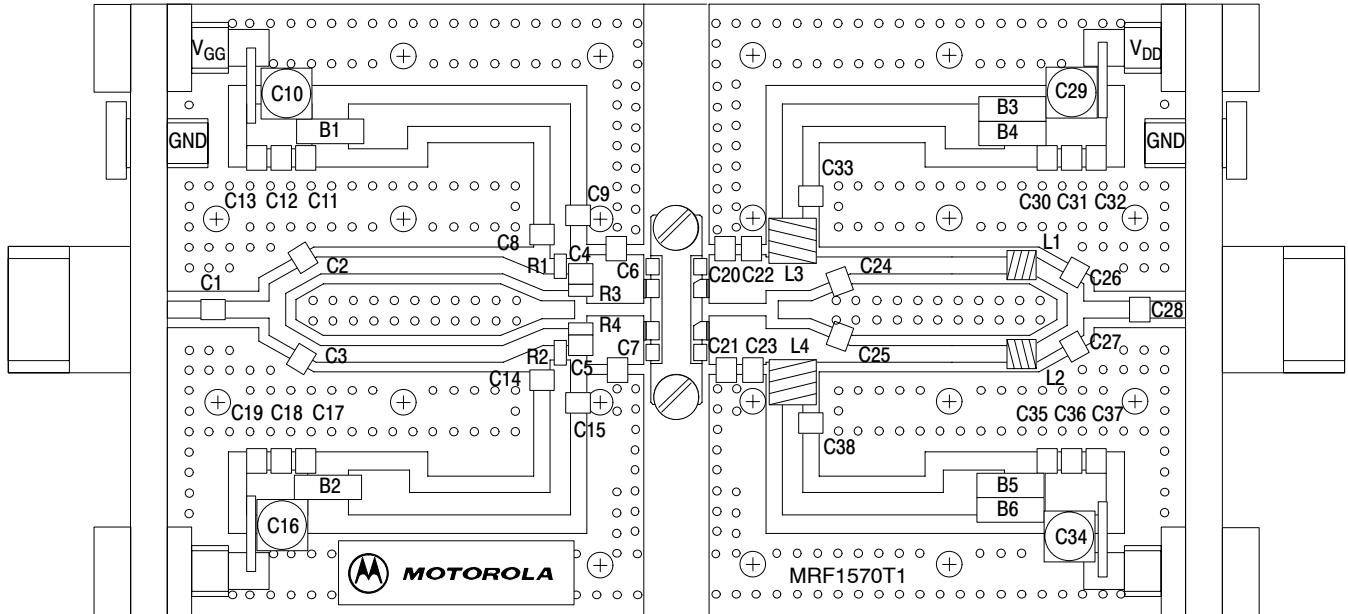 VGG
VDD
C10
C29
B1
B3
B4
GND
GND
C33
C13 C12 C11
C9
C30 C31 C32
C8
C4
L1
C1
C2
R1
C6
C20 C22 L3
C24
C26
R3
C28
R4
C3
R2
C5
C7
C21 C23 L4
C25
C27
L2
C14
C19 C18 C17
C15
C35 C36 C37
C38
B2
B5
B6
C16
C34
MOTOROLA
MRF1570T1